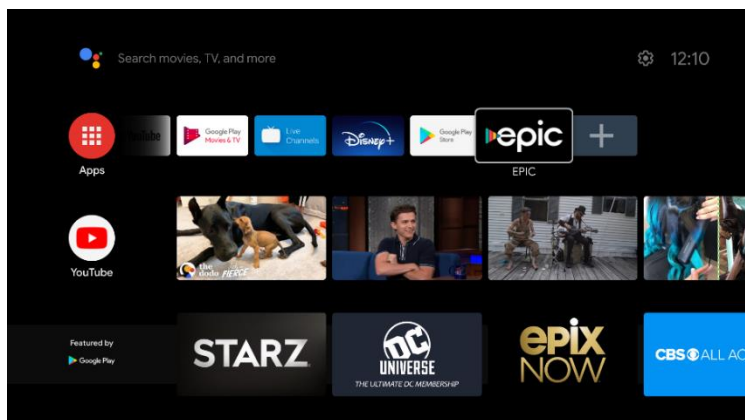 Search movies, TV, and more
12:10
YouTube
Google Play
Movies & TV
Live
Channels
Disney+
Google Play
Store
epic
Apps
EPIC
YouTube
the
dodo FIERCE
Featured by
Google Play
STARZ
DC
UNIVERSE
THE ULTIMATE DC MEMBERSHIP
epix
NOW
CBS ALL AC